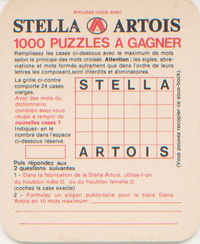 Amusez-vous avec
STELLA A ARTOIS
1000 PUZZLES A GAGNER
Remplissez les cases ci-dessous avec le maximum de mots
selon le principe des mots croisés. Attention : les sigles, abré-
viations et mots formés autrement que dans l'ordre de leurs
lettres les composant, sont interdits et éliminatoires.
La grille ci-contre
comporte 24 cases
vierges.
Avec des mots du
dictionnaire,
combien avez-vous
réussi à remplir de
nouvelles cases ?
Indiquez-en le
nombre dans l'espace
ci-dessous réservé.
STELLA
ARTOIS
(Vous pouvez recopier ce sous-bock)
Puis répondez aux
2 questions suivantes
1 - Dans la fabrication de la Stella Artois, utilise-t-on
du houblon mâle O ou du houblon femelle O
(cochez la case exacte)
2 - Formulez un slogan publicitaire pour la bière Stella
Artois en 10 mots maximum :